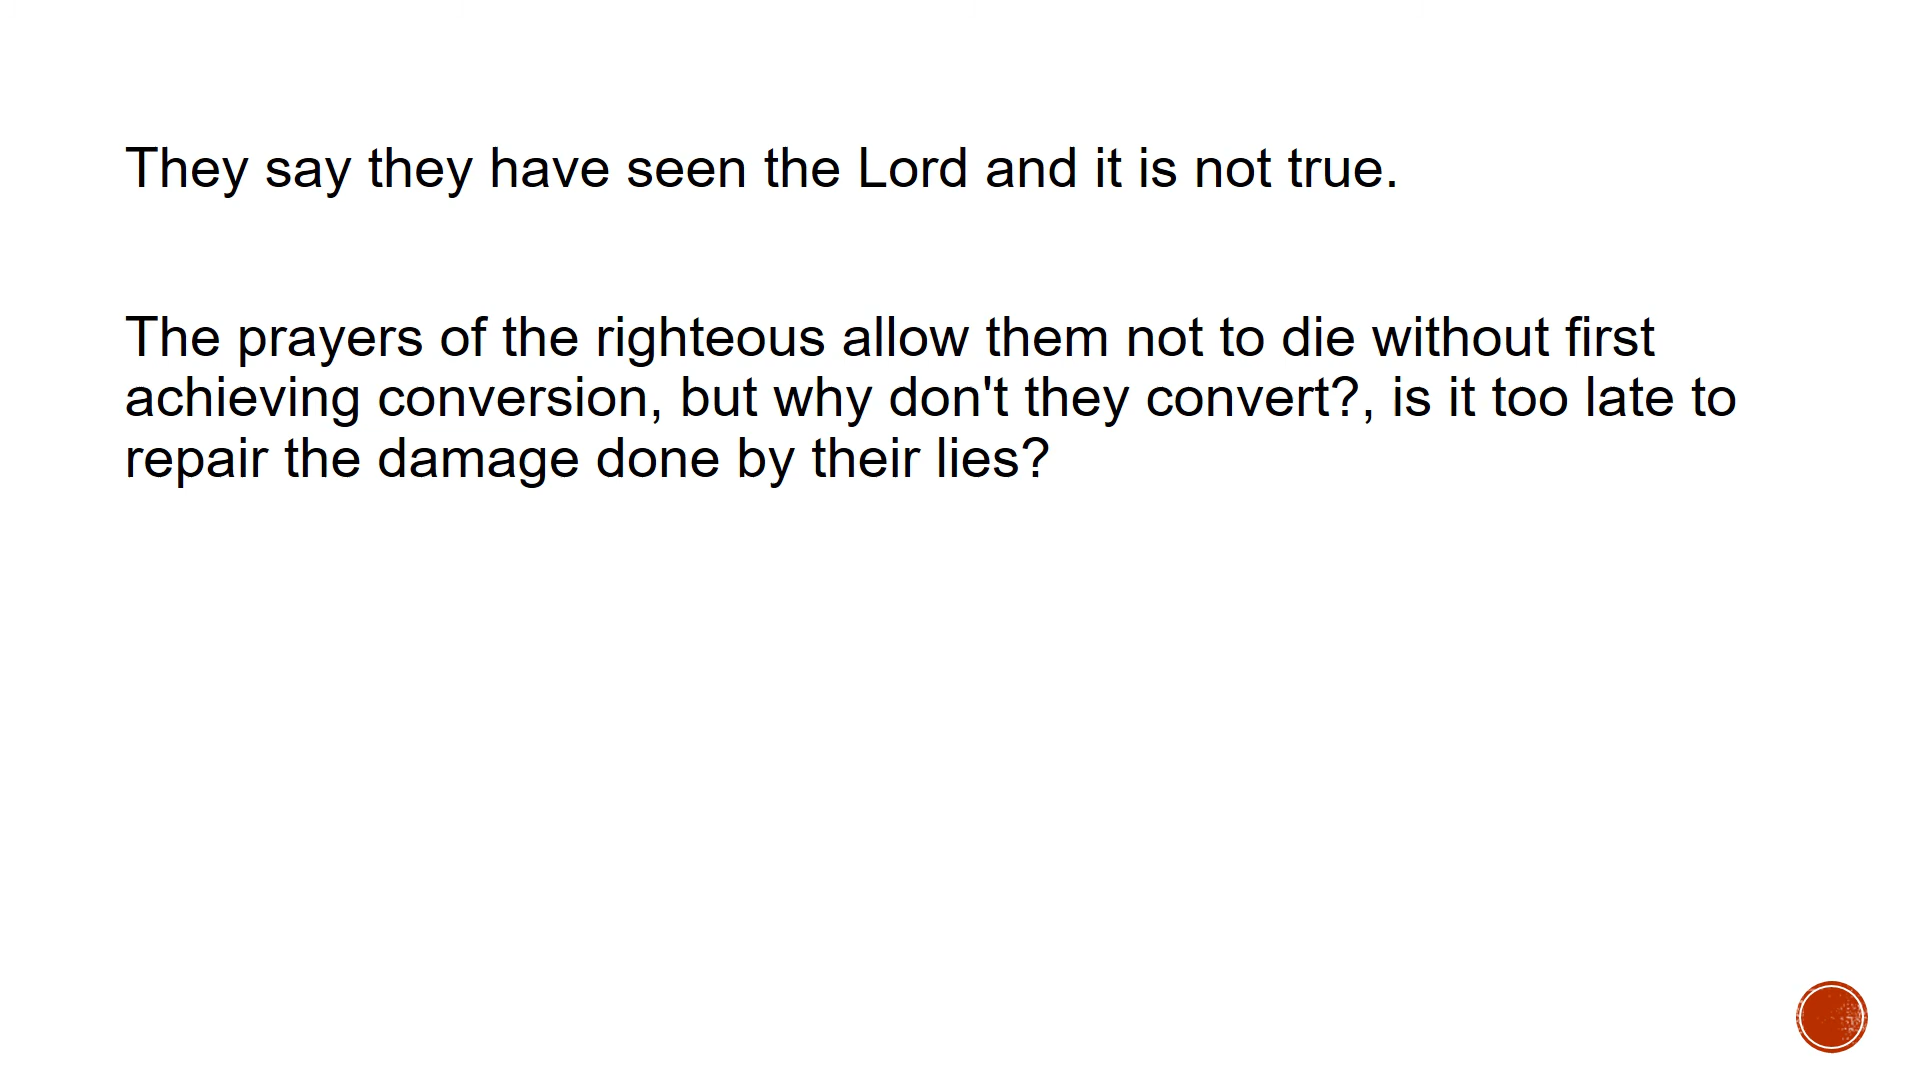 They say they have seen the Lord and it is not true.
The prayers of the righteous allow them not to die without first
achieving conversion, but why don't they convert?, is it too late to
repair the damage done by their lies?